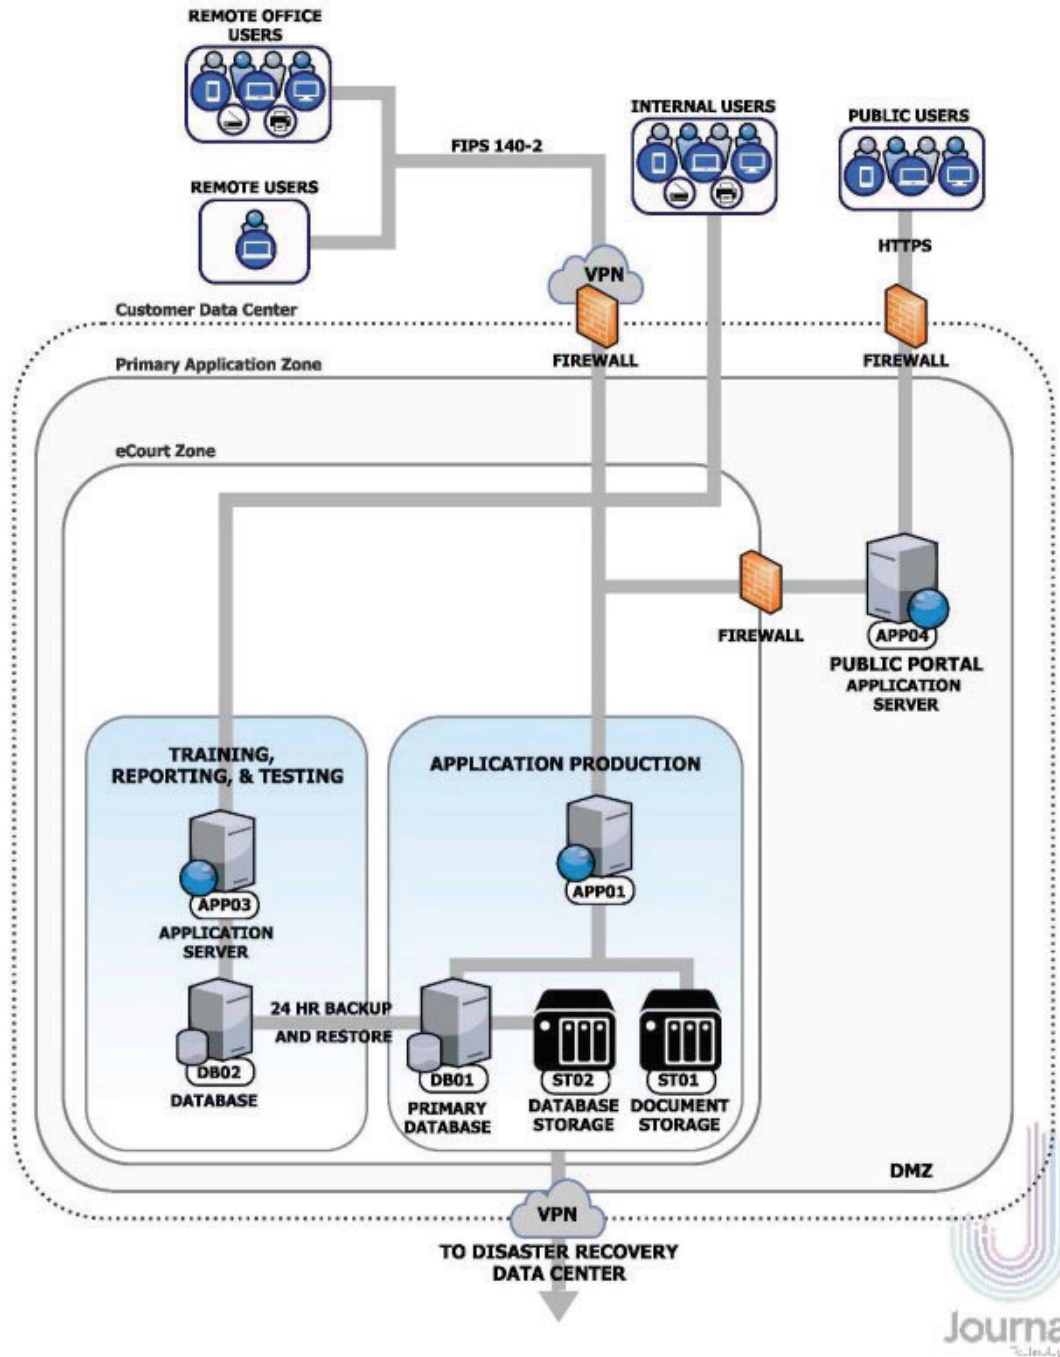 REMOTE OFFICE
USERS
INTERNAL USERS
PUBLIC USERS
FIPS 140-2
REMOTE USERS
HTTPS
VPN
Customer Data Center
FIREWALL
FIREWALL
Primary Application Zone
eCourt Zone
FIREWALL
APP04
PUBLIC PORTAL
APPLICATION
SERVER
TRAINING,
REPORTING, & TESTING
APPLICATION PRODUCTION
APP03
APPLICATION
SERVER
APP01
24 HR BACKUP
AND RESTORE
DB02
DATABASE
DB01
PRIMARY
DATABASE
ST02
DATABASE
STORAGE
ST01
DOCUMENT
STORAGE
DMZ
VPN
TO DISASTER RECOVERY
DATA CENTER